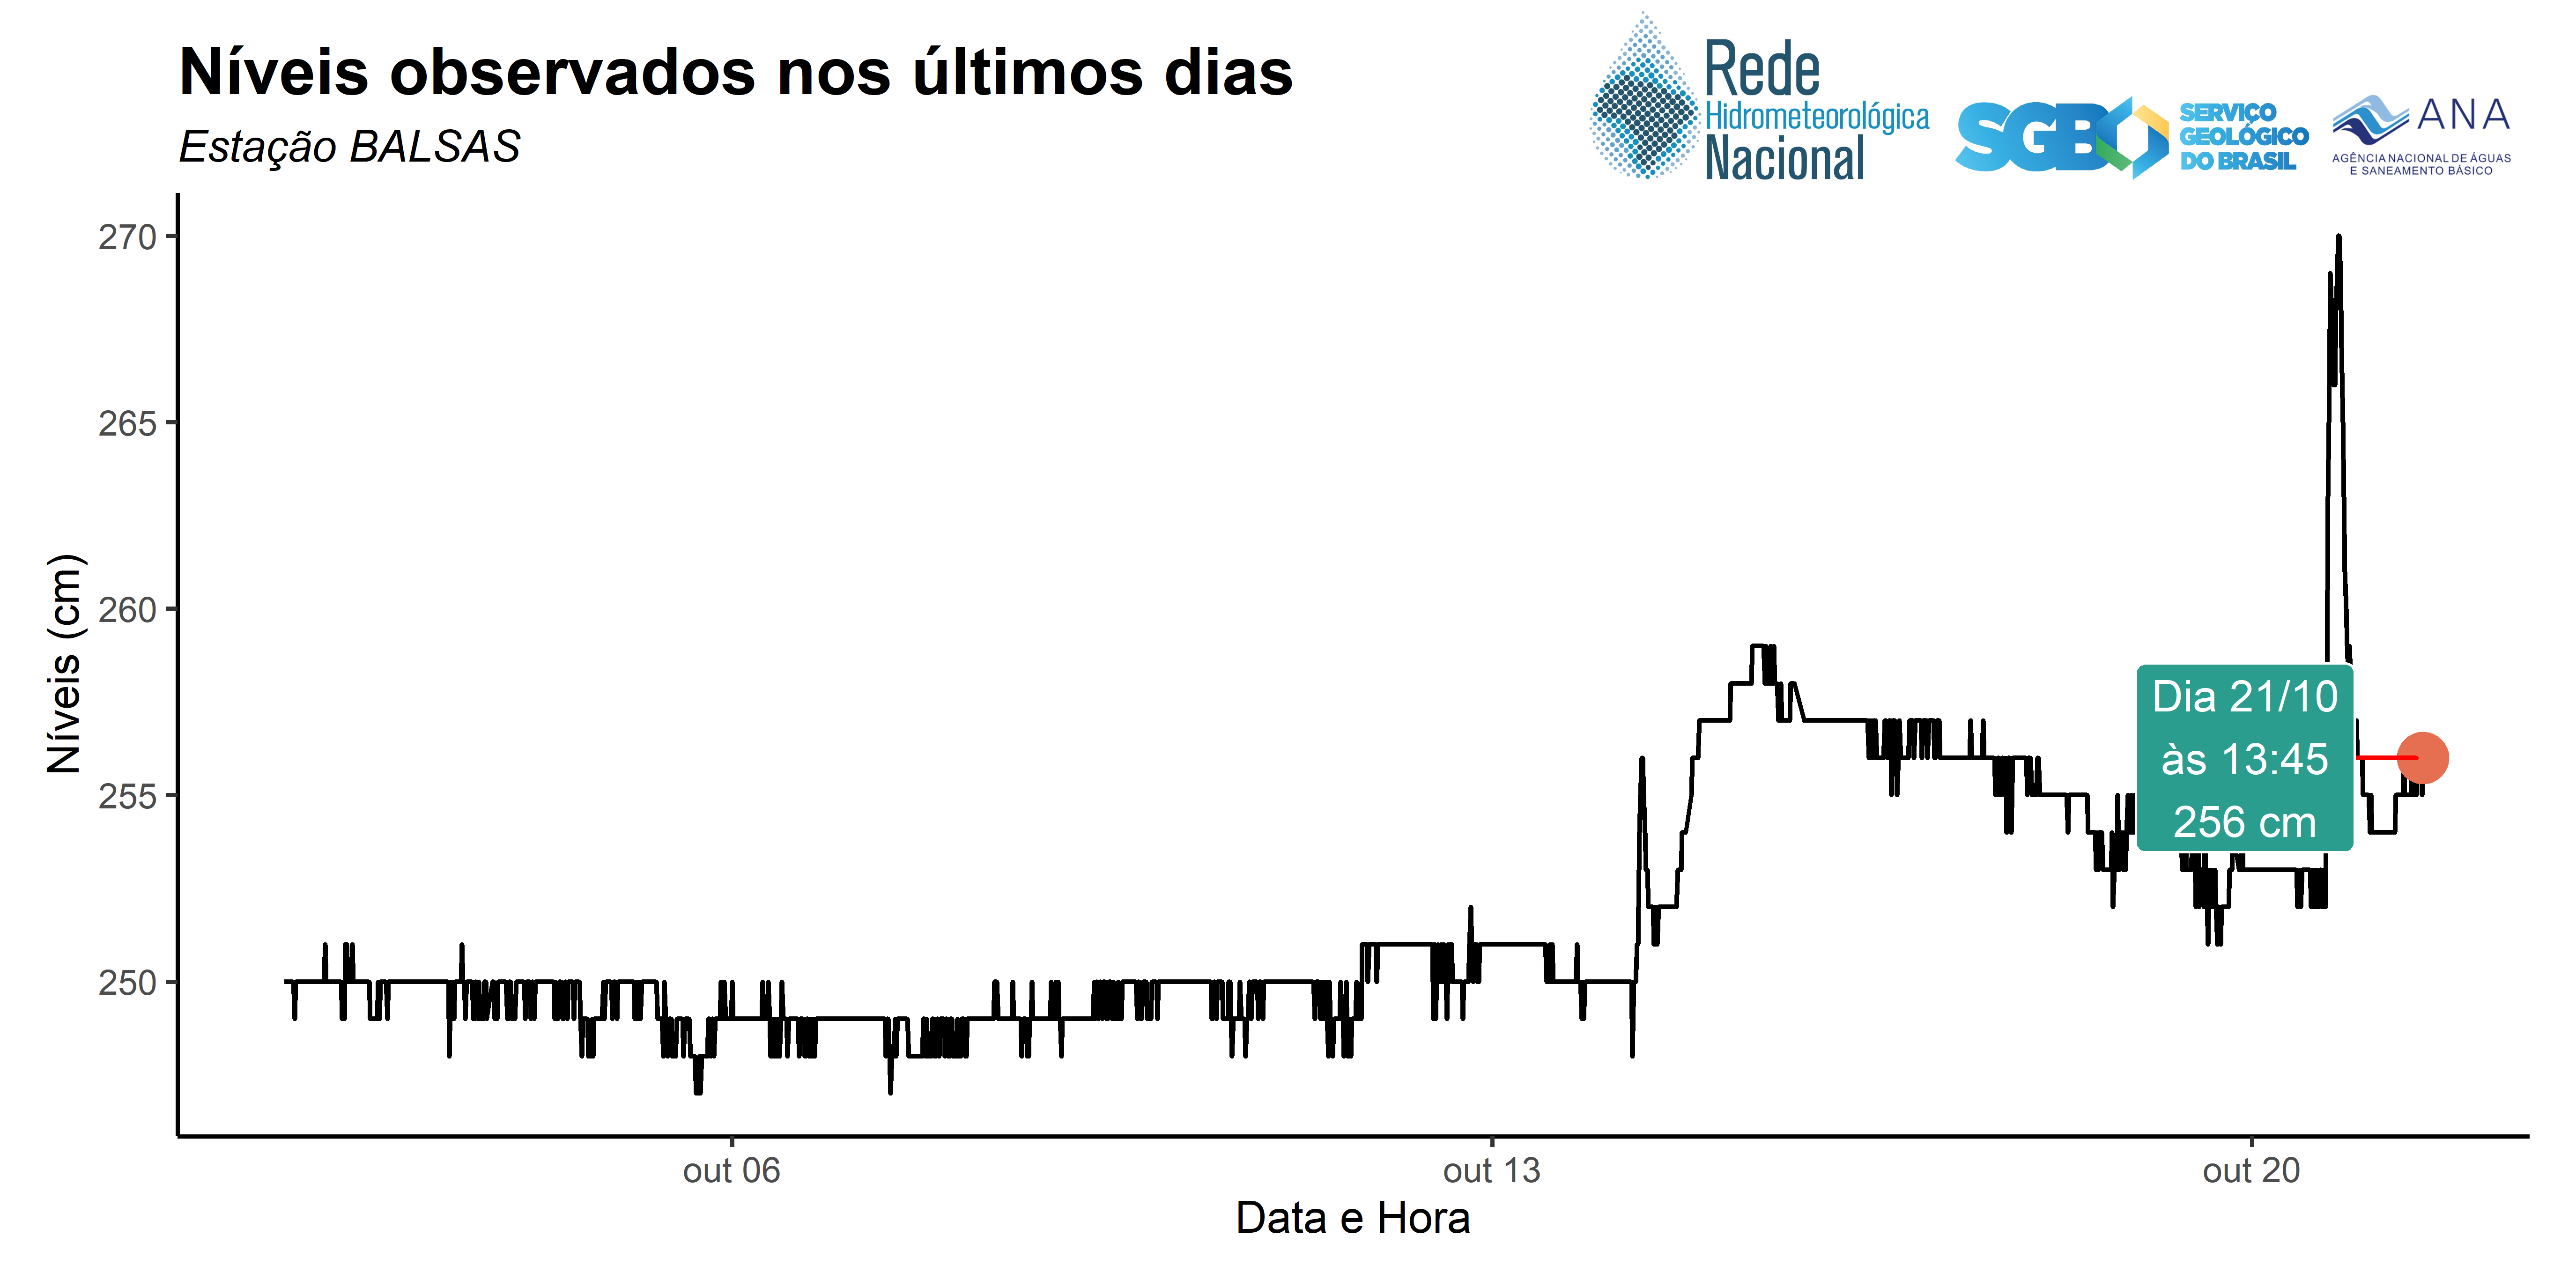 Níveis observados nos últimos dias
Estação BALSAS
Rede
Hidrometeorológica
Nacional
SGB
SERVIÇO
GEOLÓGICO
DO BRASIL
ANA
AGÊNCIA NACIONAL DE ÁGUAS
E SANEAMENTO BÁSICO
Níveis (cm)
270
265
260
255
250
Dia 21/10
às 13:45
256 cm
out 06
out 13
out 20
Data e Hora